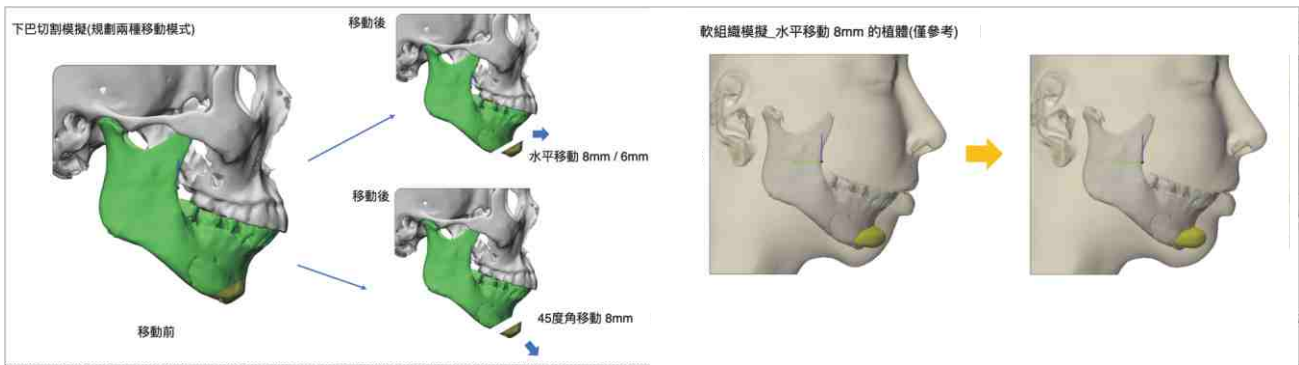 下巴切割模擬(規劃兩種移動模式)
移動後
水平移動 8mm / 6mm
移動後
45度角移動 8mm
移動前
軟組織模擬_水平移動 8mm 的植體(僅參考)